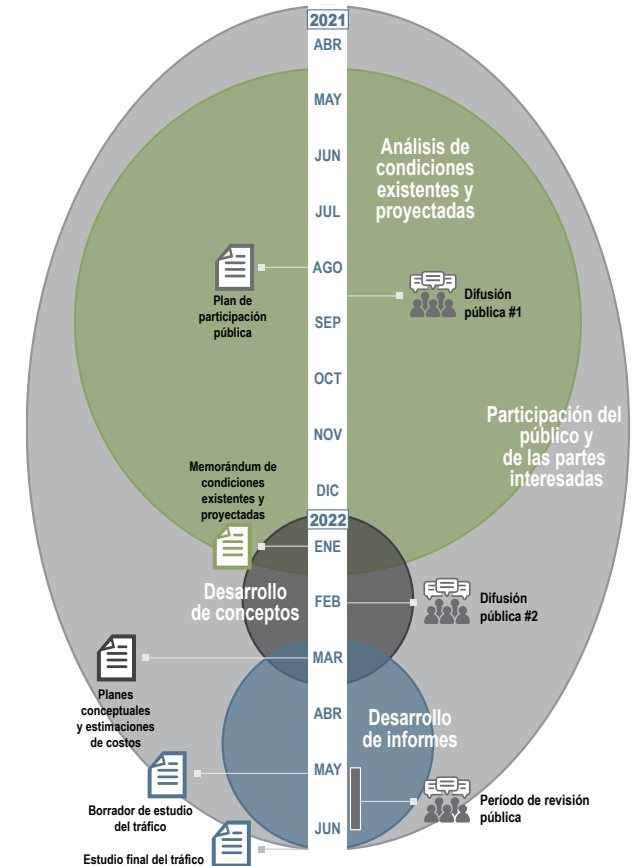 2021
ABR
MAY
Análisis de
condiciones
existentes y
proyectadas
JUN
JUL
AGO
Plan de
participación
pública
Difusión
pública #1
SEP
OCT
Participación del
público y
de las partes
interesadas
NOV
Memorándum de
condiciones
existentes y
proyectadas
DIC
2022
ENE
Desarrollo
de conceptos
FEB
Difusión
pública #2
MAR
Planes
conceptuales
y estimaciones
de costos
ABR
Desarrollo
de informes
MAY
Borrador de estudio
del tráfico
Período de revisión
pública
JUN
Estudio final del tráfico